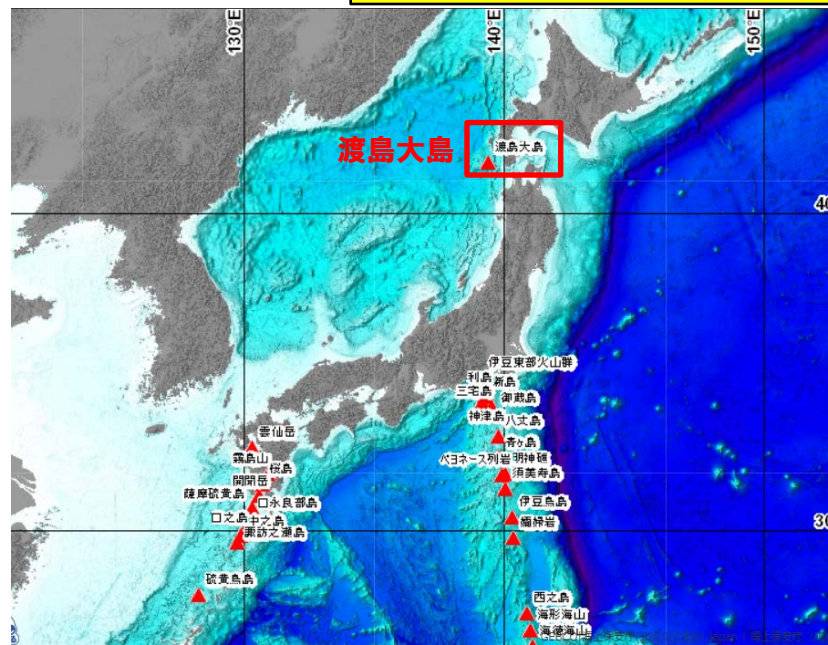 130°E
140°E
150°E
渡島大島
渡島大島
伊豆東部火山群
利島
新島
三宅島
御蔵島
神津島
八丈島
青ヶ島
ベヨネース列岩
明神礁
須美寿島
伊豆鳥島
孀婦岩
西之島
海形海山
海徳海山
雲仙岳
霧島山
桜島
開聞岳
薩摩硫黄島
口永良部島
口之島
中之島
諏訪之瀬島
硫黄鳥島